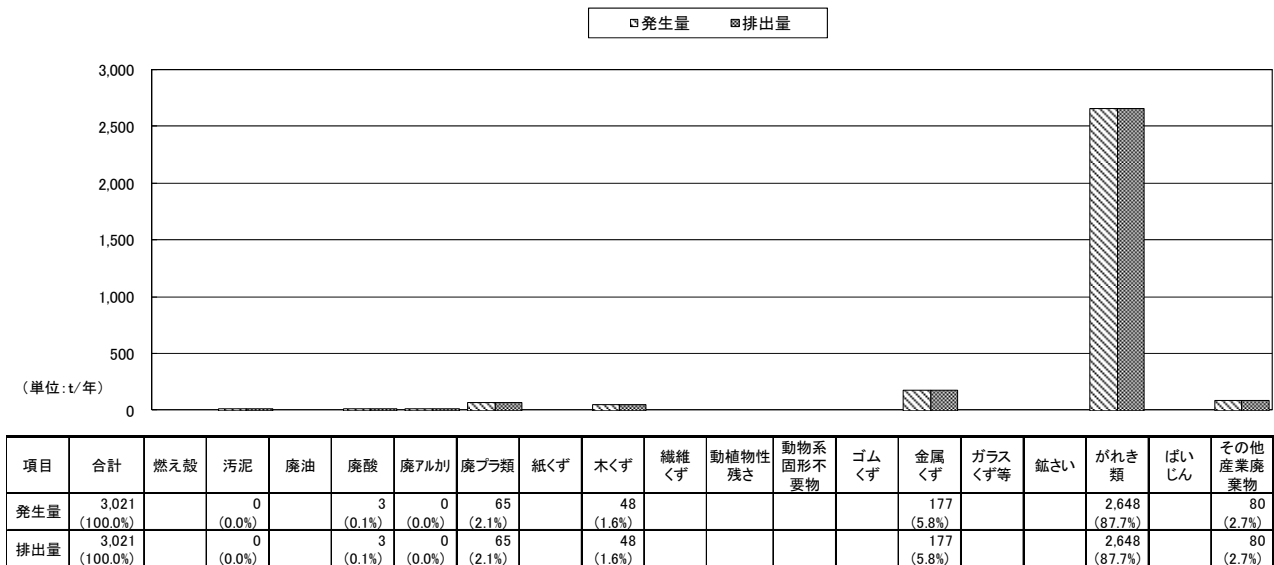 発生量 排出量
3,000
2,500
2,000
1,500
1,000
500
(単位:t/年)
0
項目 合計 燃え殻 汚泥 廃油 廃酸 廃アルカリ 廃プラ類 紙くず 木くず 繊維くず 動植物性残さ 動物系固形不要物 ゴムくず 金属くず ガラスくず等 鉱さい がれき類 ばいじん その他産業廃棄物
発生量 3,021 0 3 0 65 48 177 2,648 80
(100.0%) (0.0%) (0.1%) (0.0%) (2.1%) (1.6%) (5.8%) (87.7%) (2.7%)
排出量 3,021 0 3 0 65 48 177 2,648 80
(100.0%) (0.0%) (0.1%) (0.0%) (2.1%) (1.6%) (5.8%) (87.7%) (2.7%)